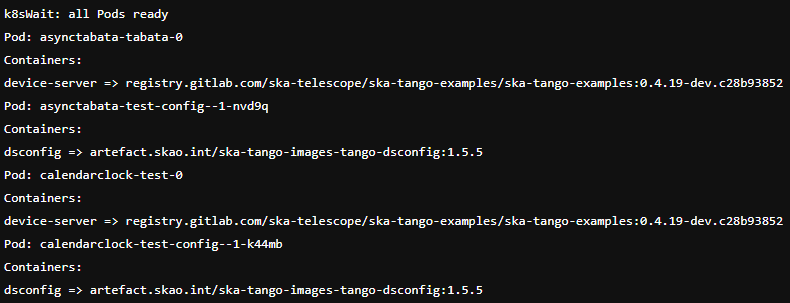 k8sWait: all Pods ready
Pod: asynctabata-tabata-0
Containers:
device-server => registry.gitlab.com/ska-telescope/ska-tango-examples/ska-tango-examples:0.4.19-dev.c28b93852
Pod: asynctabata-test-config--1-nvd9q
Containers:
dsconfig => artefact.skao.int/ska-tango-images-tango-dsconfig:1.5.5
Pod: calendarclock-test-0
Containers:
device-server => registry.gitlab.com/ska-telescope/ska-tango-examples/ska-tango-examples:0.4.19-dev.c28b93852
Pod: calendarclock-test-config--1-k44mb
Containers:
dsconfig => artefact.skao.int/ska-tango-images-tango-dsconfig:1.5.5